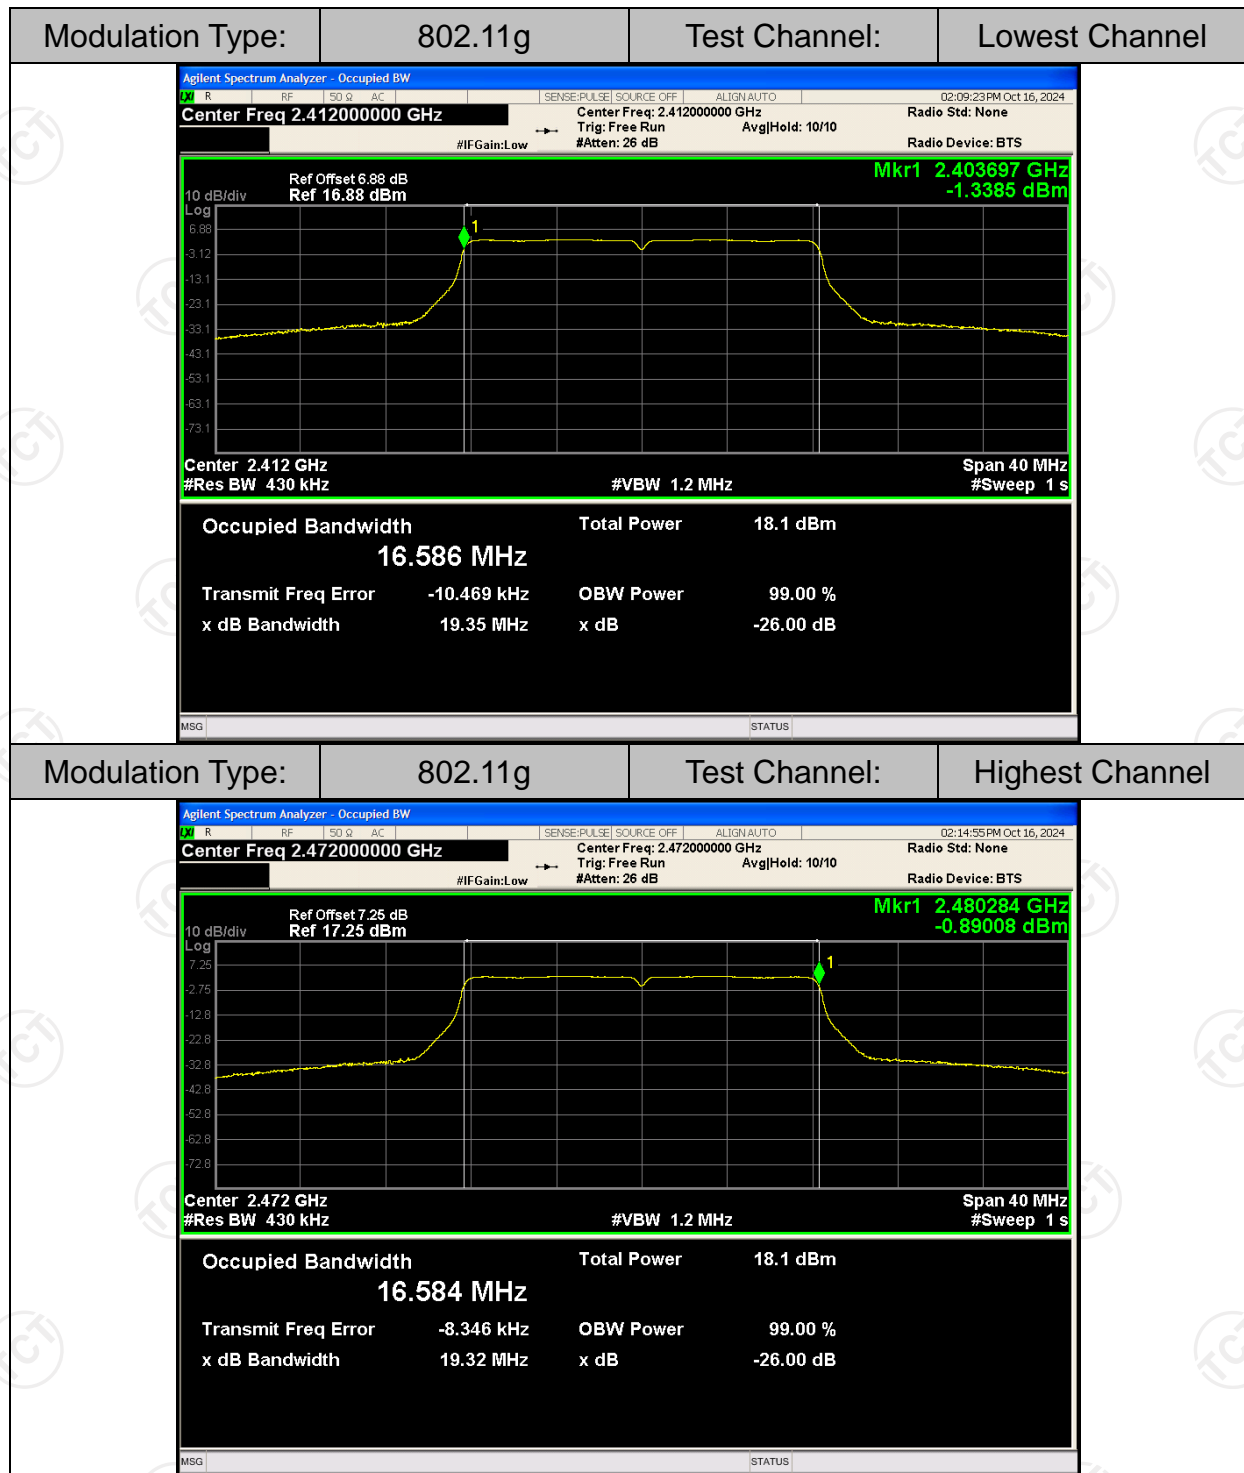 Modulation Type: 802.11g Test Channel: Lowest Channel
Agilent Spectrum Analyzer - Occupied BW
LXI R RF 50 Ω AC SENSE:PULSE SOURCE OFF ALIGN AUTO 02:09:23 PM Oct 16, 2024
Center Freq 2.412000000 GHz Center Freq: 2.412000000 GHz Radio Std: None
Trig: Free Run Avg|Hold: 10/10
#IFGain:Low #Atten: 26 dB Radio Device: BTS
Mkr1 2.403697 GHz
-1.3385 dBm
Ref Offset 6.88 dB
10 dB/div Ref 16.88 dBm
Log
1
6.88
-3.12
-13.1
-23.1
-33.1
-43.1
-53.1
-63.1
-73.1
Center 2.412 GHz Span 40 MHz
#Res BW 430 kHz #VBW 1.2 MHz #Sweep 1 s
Occupied Bandwidth Total Power 18.1 dBm
16.586 MHz
Transmit Freq Error -10.469 kHz OBW Power 99.00 %
x dB Bandwidth 19.35 MHz x dB -26.00 dB
MSG STATUS
Modulation Type: 802.11g Test Channel: Highest Channel
Agilent Spectrum Analyzer - Occupied BW
LXI R RF 50 Ω AC SENSE:PULSE SOURCE OFF ALIGN AUTO 02:14:55 PM Oct 16, 2024
Center Freq 2.472000000 GHz Center Freq: 2.472000000 GHz Radio Std: None
Trig: Free Run Avg|Hold: 10/10
#IFGain:Low #Atten: 26 dB Radio Device: BTS
Mkr1 2.480284 GHz
-0.89008 dBm
Ref Offset 7.25 dB
10 dB/div Ref 17.25 dBm
Log
1
7.25
-2.75
-12.8
-22.8
-32.8
-42.8
-52.8
-62.8
-72.8
Center 2.472 GHz Span 40 MHz
#Res BW 430 kHz #VBW 1.2 MHz #Sweep 1 s
Occupied Bandwidth Total Power 18.1 dBm
16.584 MHz
Transmit Freq Error -8.346 kHz OBW Power 99.00 %
x dB Bandwidth 19.32 MHz x dB -26.00 dB
MSG STATUS